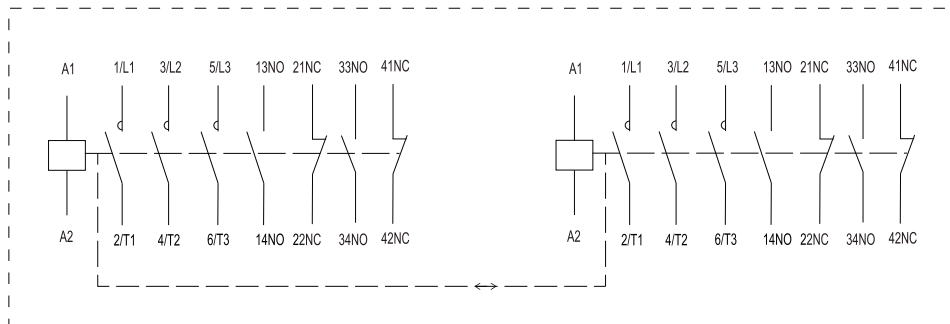 A1 1/L1 3/L2 5/L3 13NO 21NC 33NO 41NC
A2 2/T1 4/T2 6/T3 14NO 22NC 34NO 42NC
A1 1/L1 3/L2 5/L3 13NO 21NC 33NO 41NC
A2 2/T1 4/T2 6/T3 14NO 22NC 34NO 42NC